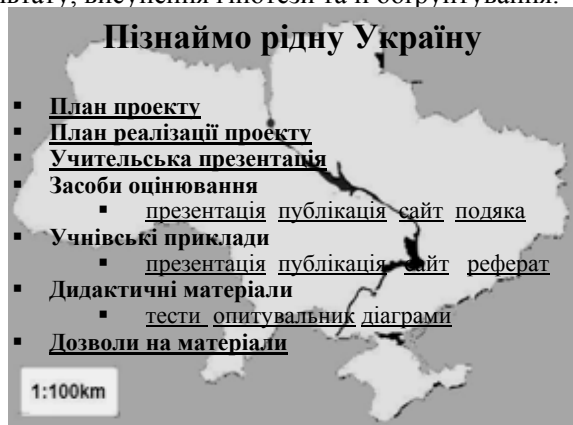 Пізнаймо рідну Україну
План проекту
План реалізації проекту
Учительська презентація
Засоби оцінювання
презентація публікація сайт подяка
Учнівські приклади
презентація публікація сайт реферат
Дидактичні матеріали
тести опитувальник діаграми
Дозволи на матеріали
1:100km